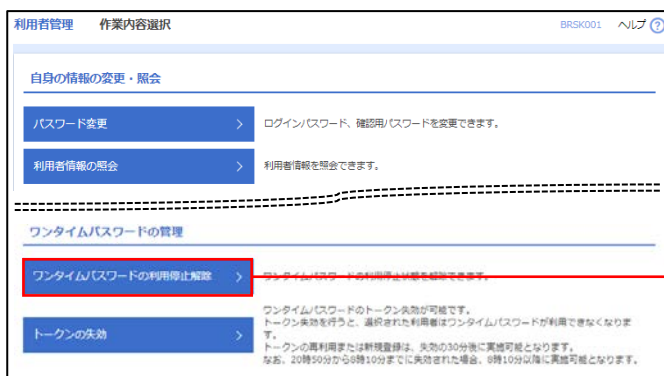 利用者管理 作業内容選択 BRSK001 ヘルプ ?
自身の情報の変更・照会
パスワード変更 > ログインパスワード、確認用パスワードを変更できます。
利用者情報の照会 > 利用者情報を照会できます。
ワンタイムパスワードの管理
ワンタイムパスワードの利用停止解除 > ワンタイムパスワードの利用停止状態を解除できます。
ワンタイムパスワードのトークン失効が可能です。
トークン失効を行うと、選択された利用者はワンタイムパスワードが利用できなくなりま
トークンの失効 > す。
トークンの再利用または新規登録は、失効の30分後に実施可能となります。
なお、20時50分から8時10分までに失効された場合、8時10分以降に実施可能となります。